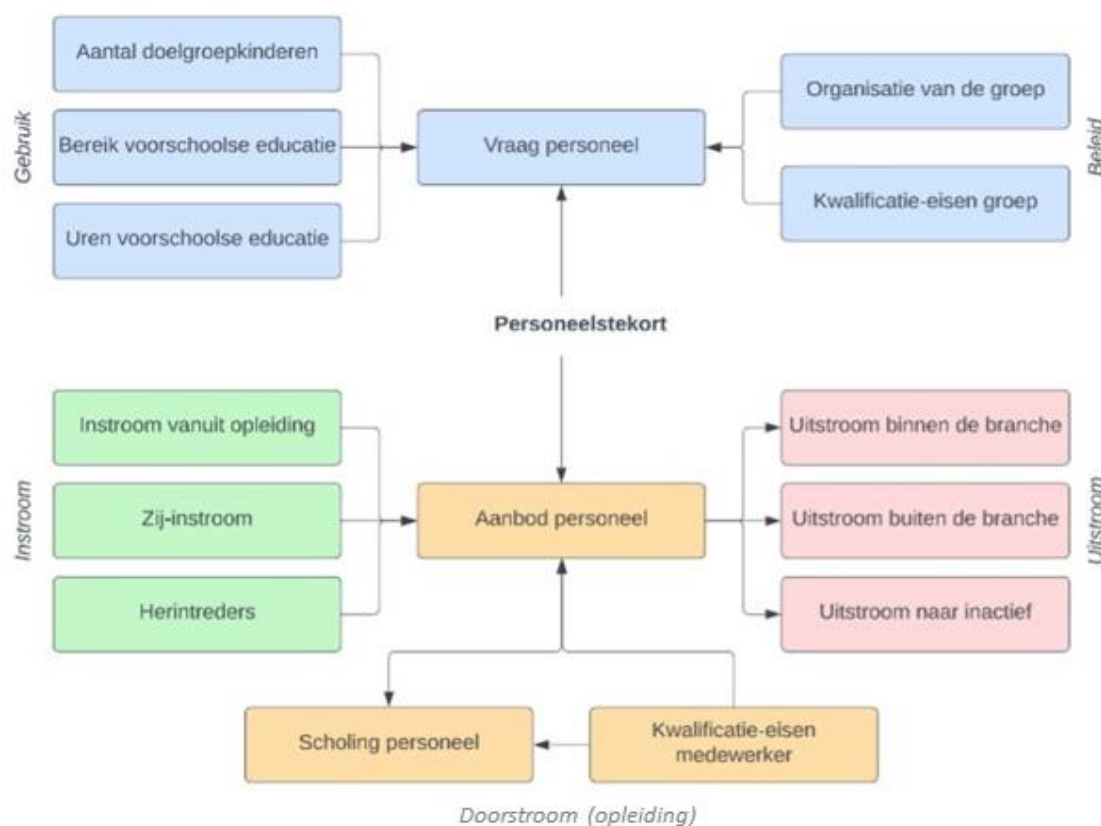 Gebruik
Aantal doelgroepkinderen
Bereik voorschoolse educatie
Uren voorschoolse educatie
Vraag personeel
Organisatie van de groep
Kwalificatie-eisen groep
Beleid
Personeelstekort
Instroom
Instroom vanuit opleiding
Zij-instroom
Herintreders
Aanbod personeel
Uitstroom binnen de branche
Uitstroom buiten de branche
Uitstroom naar inactief
Uitstroom
Scholing personeel
Kwalificatie-eisen
medewerker
Doorstroom (opleiding)